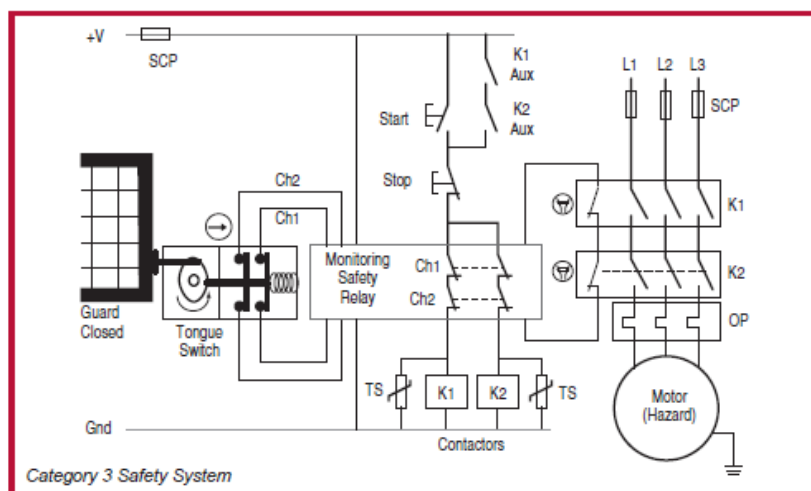 +V
SCP
K1
Aux
K2
Aux
L1 L2 L3
SCP
Start
Stop
Ch2
Ch1
K1
Monitoring
Safety
Relay
Ch1
Ch2
K2
Guard
Closed
Tongue
Switch
OP
TS
K1
K2
TS
Motor
(Hazard)
Gnd
Contactors
Category 3 Safety System